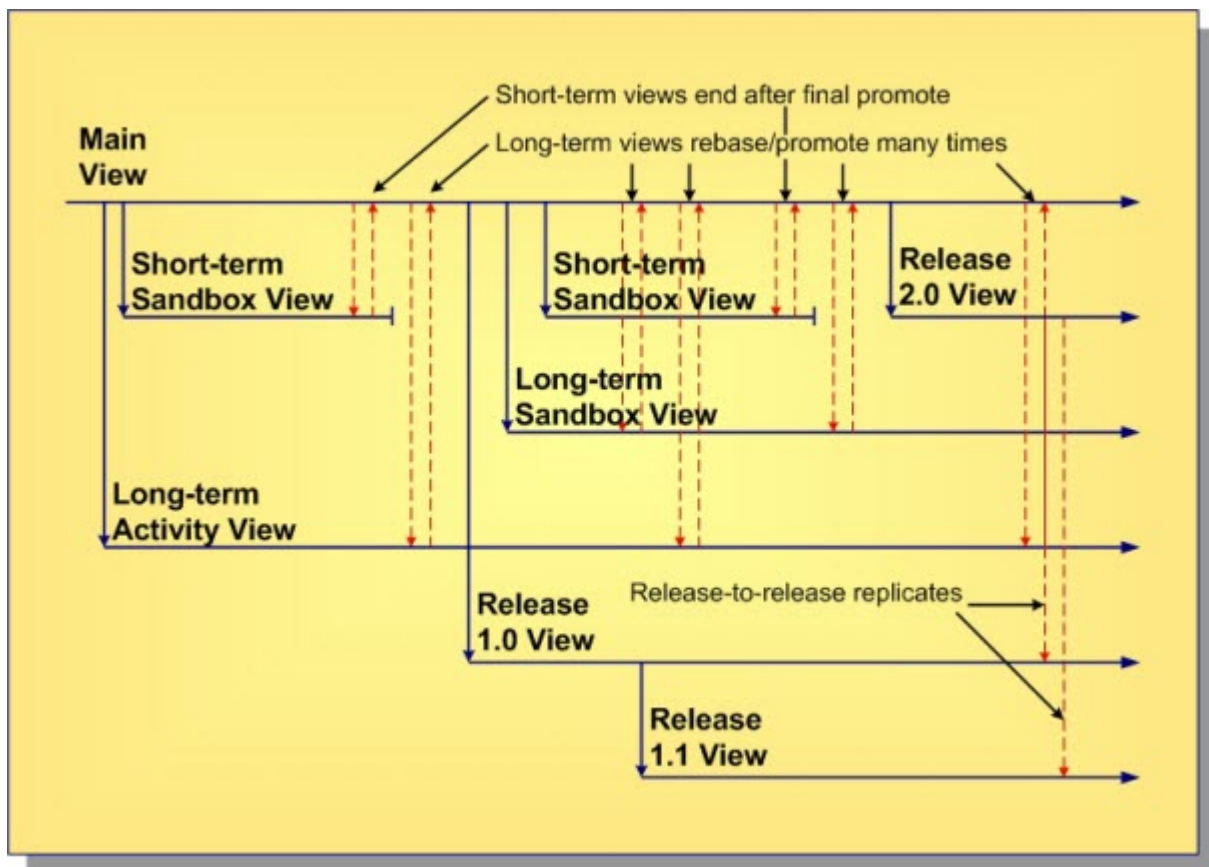 Short-term views end after final promote
Main
View
Long-term views rebase/promote many times
Short-term
Sandbox View
Short-term
Sandbox View
Release
2.0 View
Long-term
Sandbox View
Long-term
Activity View
Release-to-release replicates
Release
1.0 View
Release
1.1 View